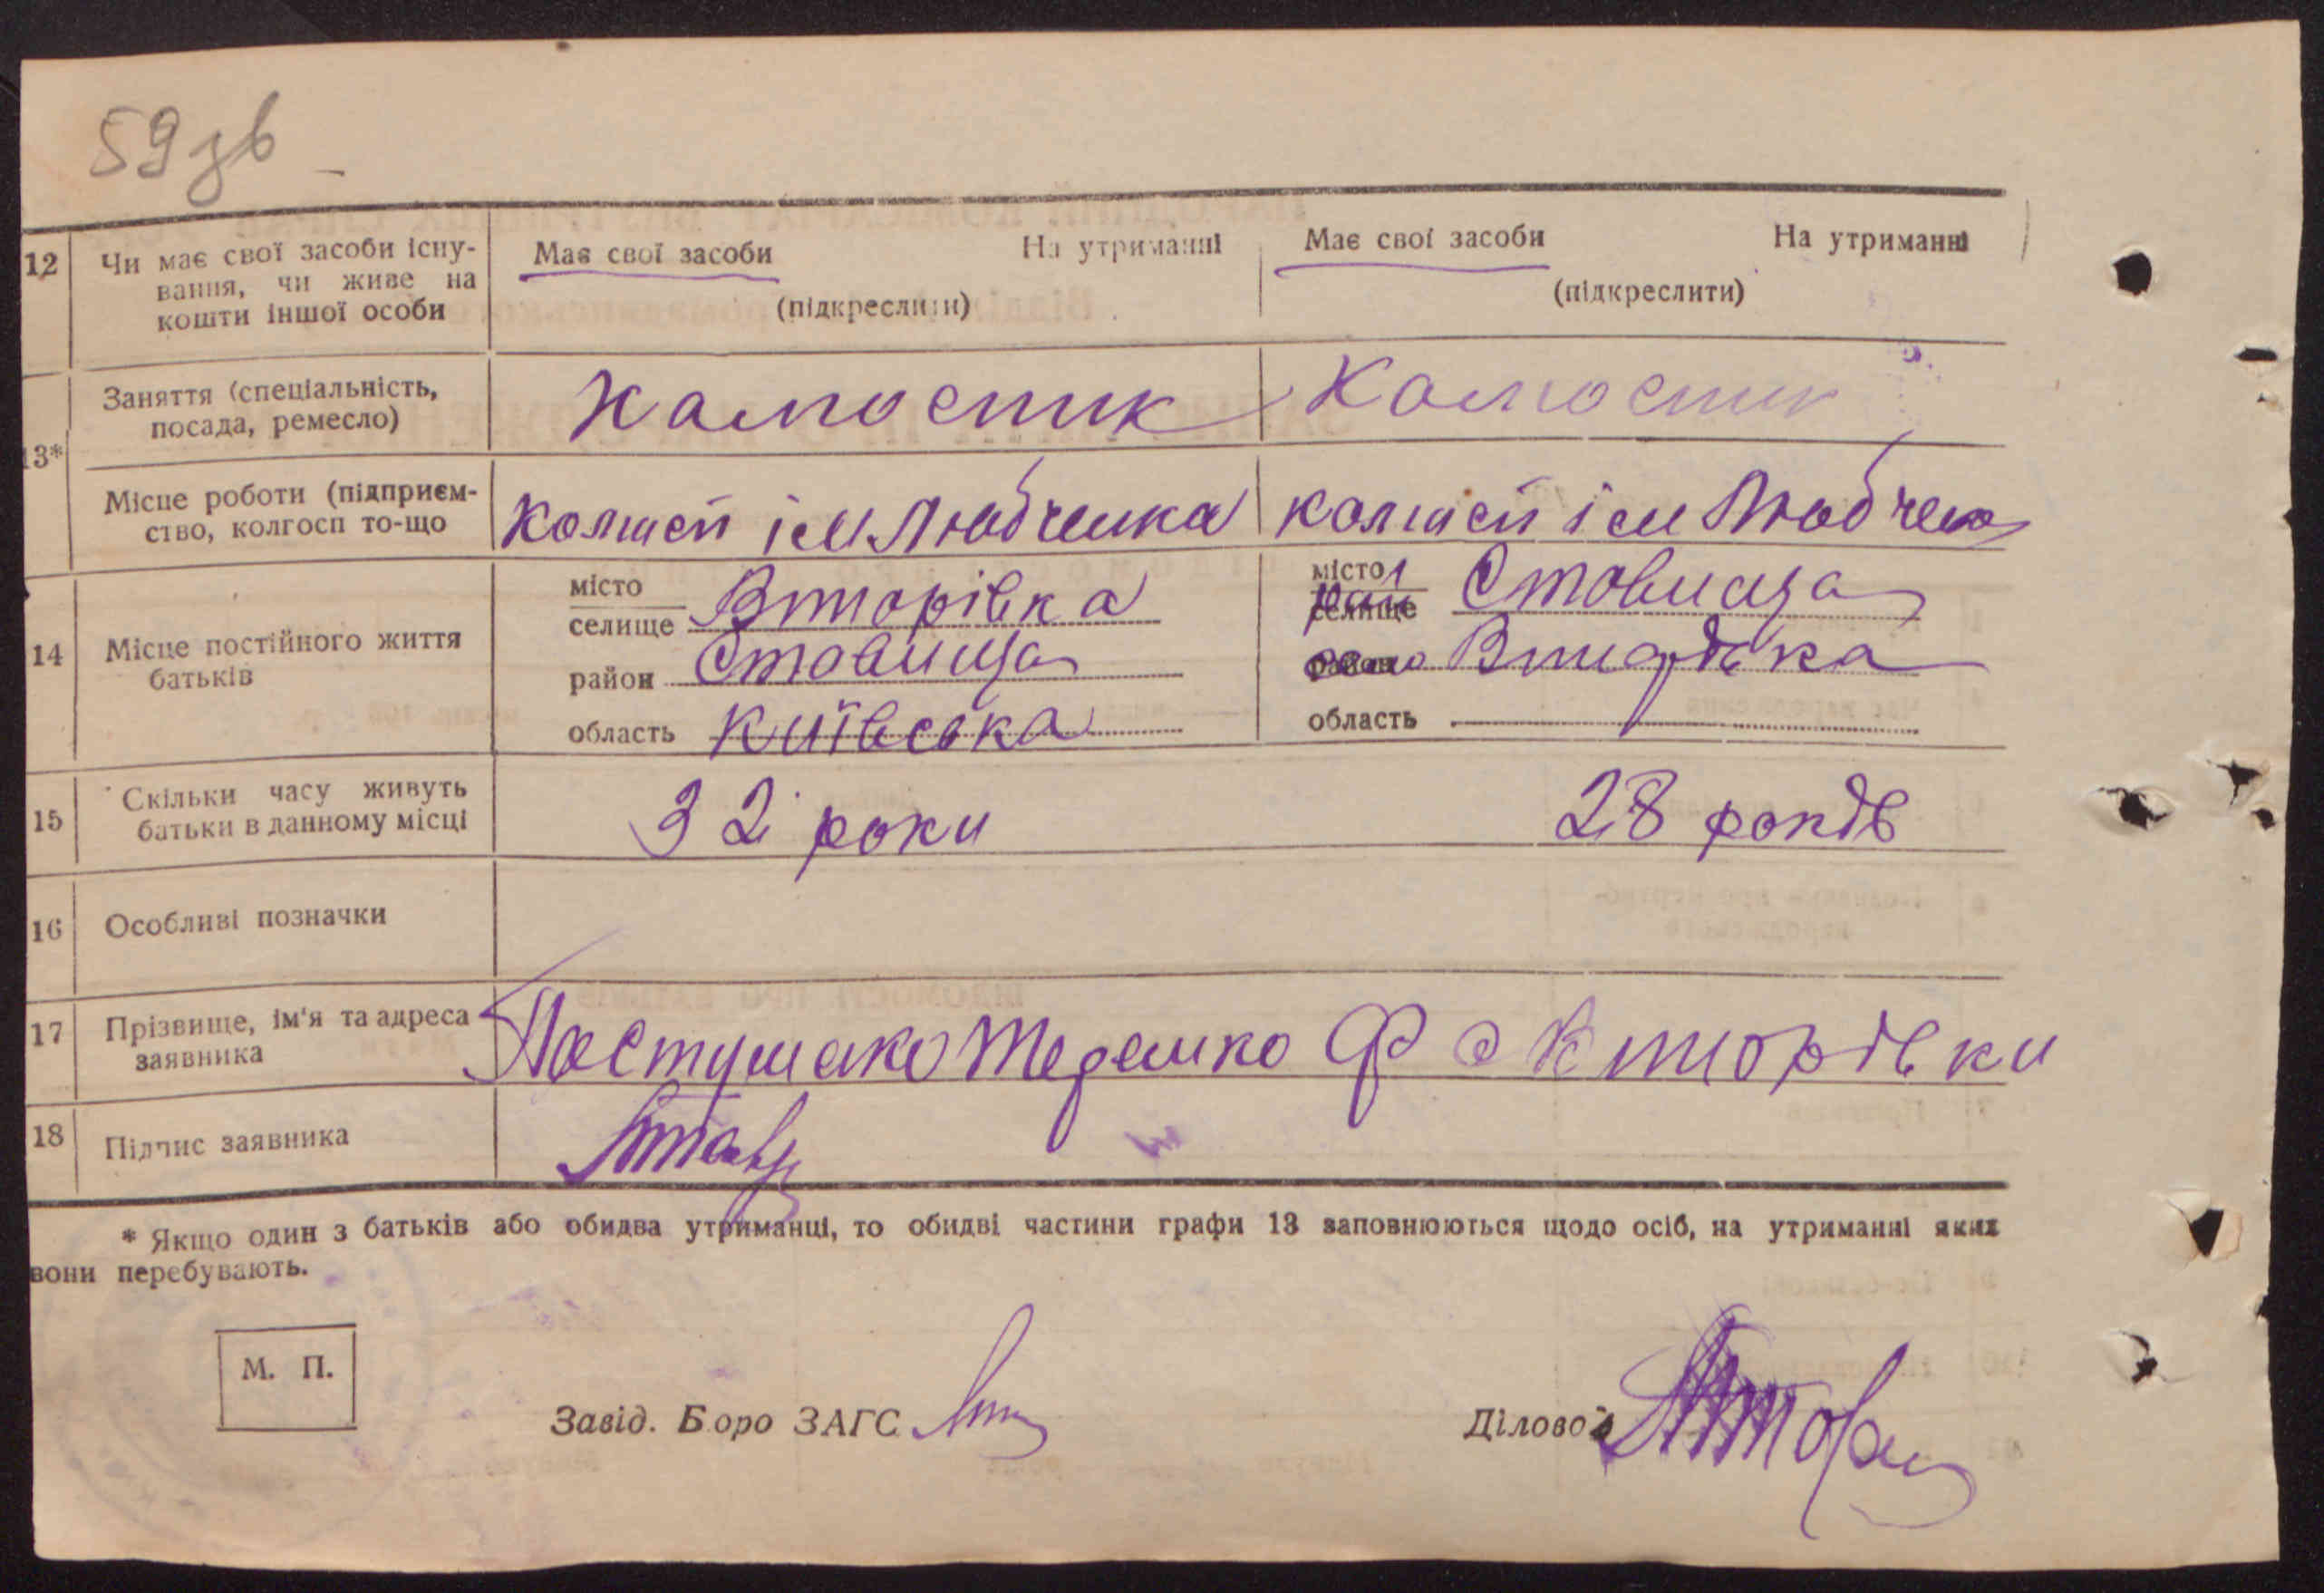 59 зв
12 Чи має свої засоби існу-
вання, чи живе на
кошти іншої особи
Має свої засоби На утриманні
(підкреслити)
Має свої засоби На утриманні
(підкреслити)
13*
Заняття (спеціальність,
посада, ремесло)
Місце роботи (підприєм-
ство, колгосп то-що
колгосп ім Любченка
колгосп ім Любченка
14 Місце постійного життя
батьків
місто
селище Вткорівка
район Ставища
область Київська
місто
селище
Ставища
район
область
15 Скільки часу живуть
батьки в данному місці
32 роки 28 років
16 Особливі позначки
17 Прізвище, ім'я та адреса
заявника
18 Підпис заявника
* Якщо один з батьків або обидва утриманці, то обидві частини графи 13 заповнюються щодо осіб, на утриманні яких
вони перебувають.
М. П.
Завід. Бюро ЗАГС
Діловод